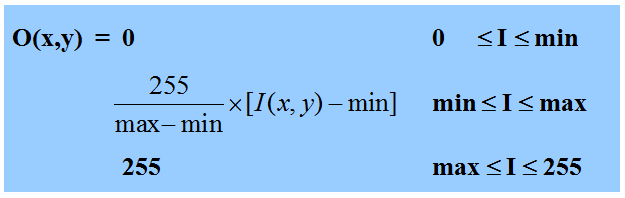 O(x,y) = 0 0 ≤ I ≤ min
255
max− min
×[I(x, y) − min] min ≤ I ≤ max
255 max ≤ I ≤ 255